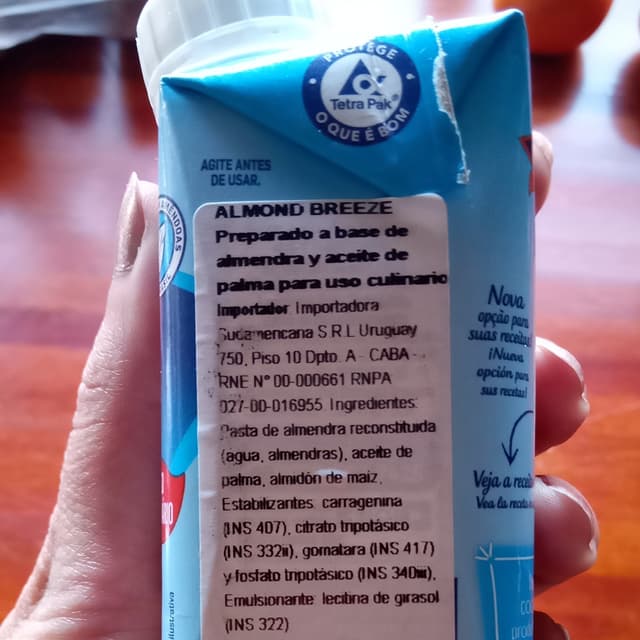 PROTEGE
Tetra Pak®
O QUE É BOM
AGITE ANTES
DE USAR.
ALMOND BREEZE
Preparado a base de
almendra y aceite de
palma para uso culinario
Importador: Importadora
Sudamericana S.R.L Uruguay
750, Piso 10 Dpto. A - CABA -
RNE N° 00-000661 RNPA
027-00-016955. Ingredientes:
Pasta de almendra reconstituida
(agua, almendras), aceite de
palma, almidón de maiz,
Estabilizantes: carragenina
(INS 407), citrato tripotásico
(INS 332ii), gomatara (INS 417)
y fosfato tripotásico (INS 340iii),
Emulsionante: lecitina de girasol
(INS 322)
Nova
opção para
suas receitas!
¡Nueva
opción para
sus recetas!
Veja a
Vea la